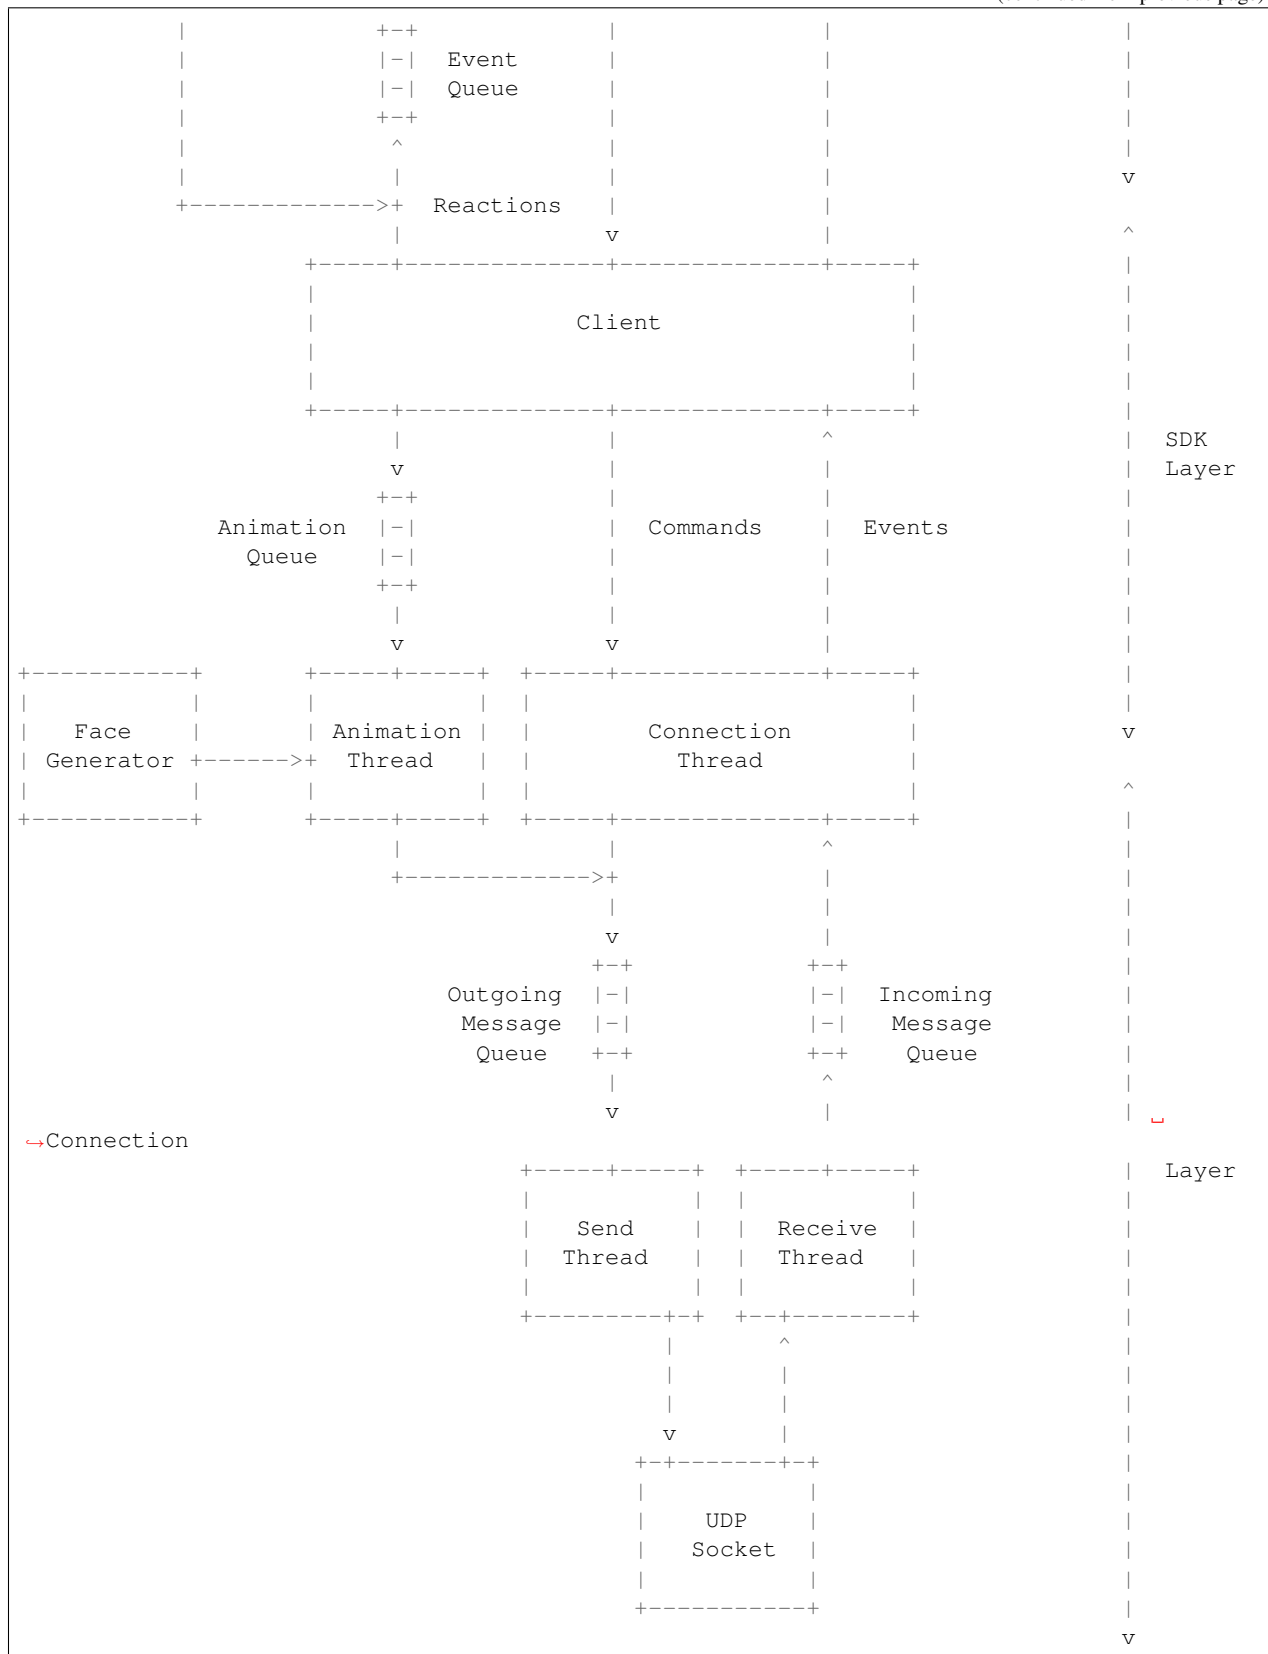 Event
Queue
v
Reactions
v
Client
SDK
v Layer
Animation Commands Events
Queue
v v
Face Animation Connection v
Generator Thread Thread
v
Outgoing Incoming
Message Message
Queue Queue
v
↪Connection
Layer
Send Receive
Thread Thread
v
UDP
Socket
v